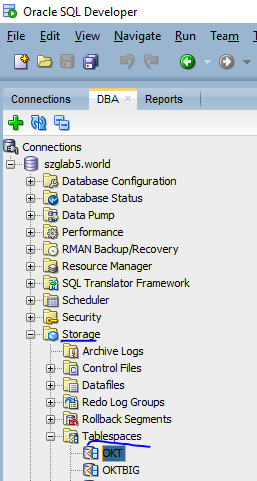 Oracle SQL Developer
File Edit View Navigate Run Team
Connections DBA Reports
Connections
szglab5.world
Database Configuration
Database Status
Data Pump
Performance
RMAN Backup/Recovery
Resource Manager
SQL Translator Framework
Scheduler
Security
Storage
Archive Logs
Control Files
Datafiles
Redo Log Groups
Rollback Segments
Tablespaces
OKT
OKTBIG